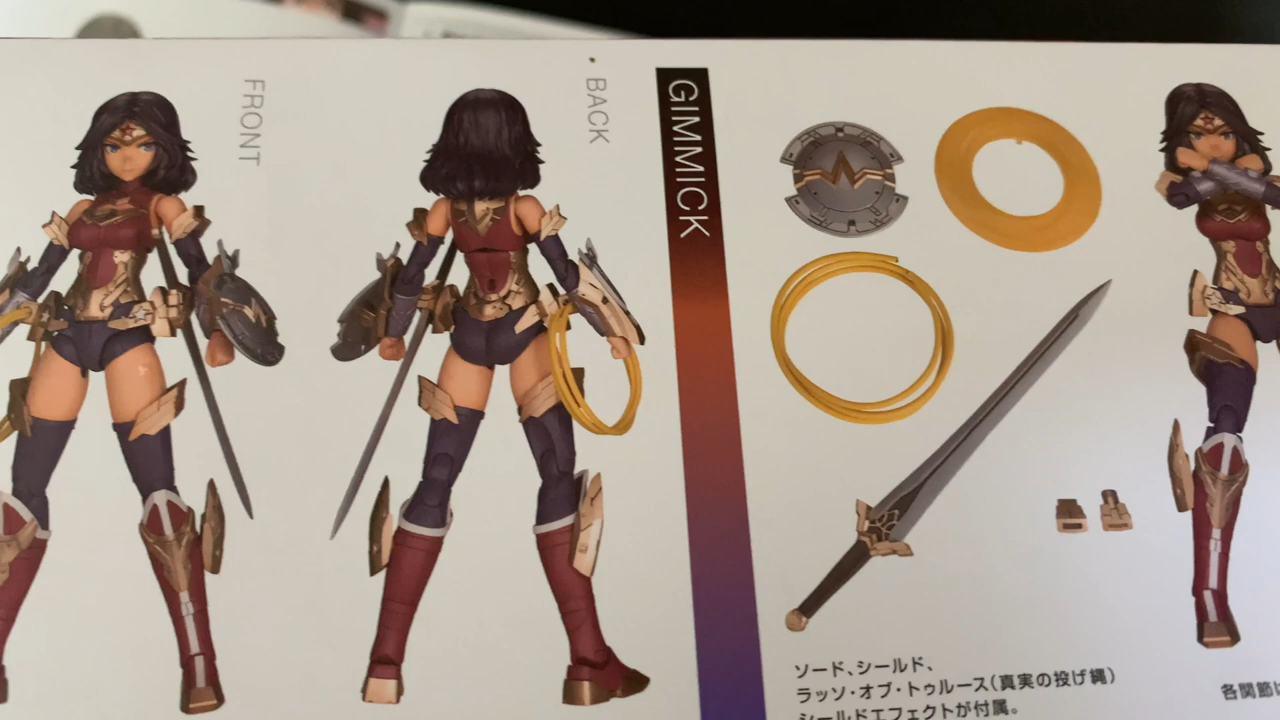 FRONT
BACK
GIMMICK
ソード、シールド、
ラッソ・オブ・トゥルース(真実の投げ縄)
シールドエフェクトが付属。
各関節は